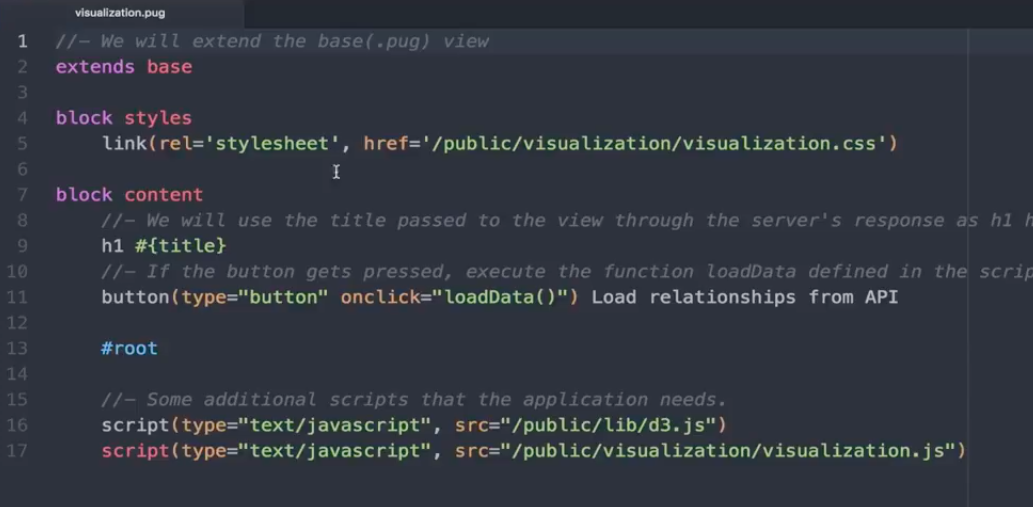 visualization.pug
1 //- We will extend the base(.pug) view
2 extends base
3
4 block styles
5 link(rel='stylesheet', href='/public/visualization/visualization.css')
6
7 block content
8 //- We will use the title passed to the view through the server's response as h1 h
9 h1 #{title}
10 //- If the button gets pressed, execute the function loadData defined in the scrip
11 button(type="button" onclick="loadData()") Load relationships from API
12
13 #root
14
15 //- Some additional scripts that the application needs.
16 script(type="text/javascript", src="/public/lib/d3.js")
17 script(type="text/javascript", src="/public/visualization/visualization.js")